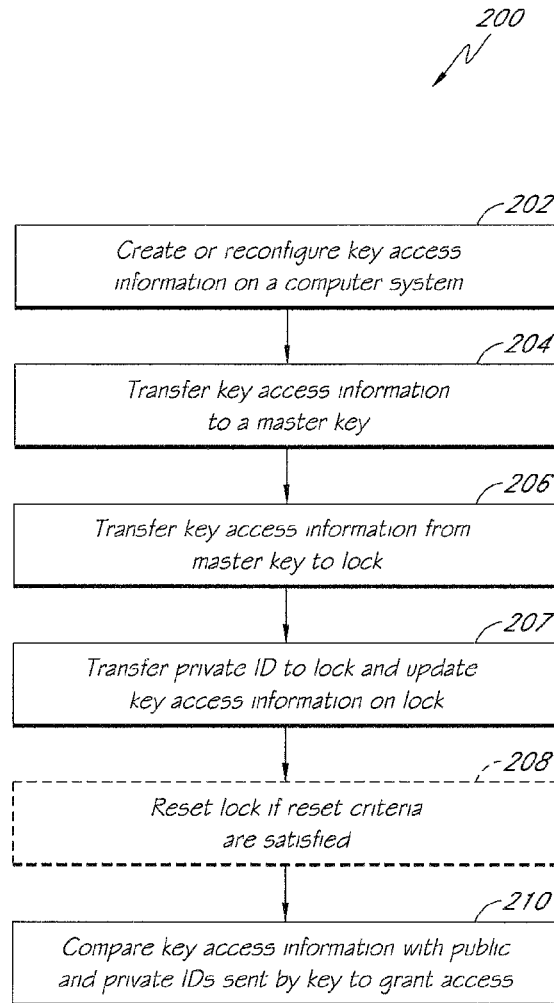 200
202
Create or reconfigure key access
information on a computer system
204
Transfer key access information
to a master key
206
Transfer key access information from
master key to lock
207
Transfer private ID to lock and update
key access information on lock
208
Reset lock if reset criteria
are satisfied
210
Compare key access information with public
and private IDs sent by key to grant access